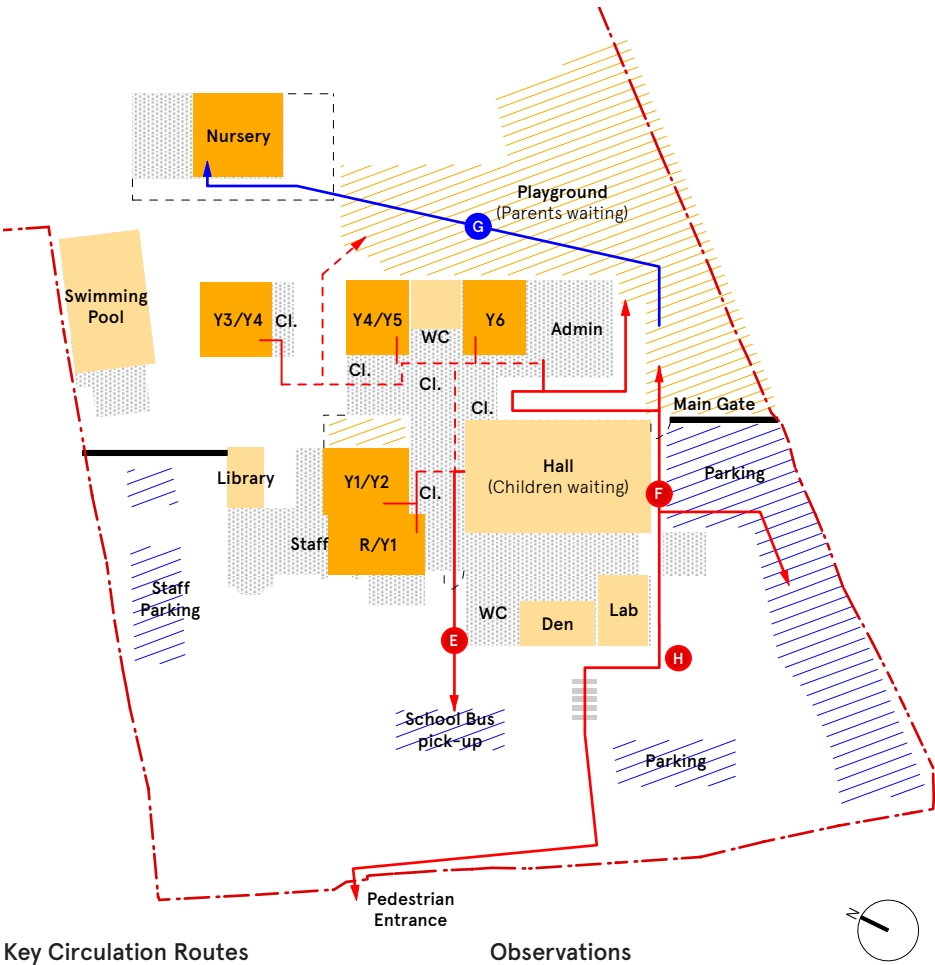 Nursery
Playground
(Parents waiting)
G
Swimming
Pool
Y3/Y4
Cl.
Y4/Y5
WC
Y6
Admin
Cl.
Cl.
Cl.
Main Gate
Library
Y1/Y2
Cl.
Hall
(Children waiting)
F
Parking
Staff
R/Y1
Staff
Parking
WC
Den
Lab
E
H
School Bus
pick-up
Parking
Pedestrian
Entrance
N
Key Circulation Routes
Observations